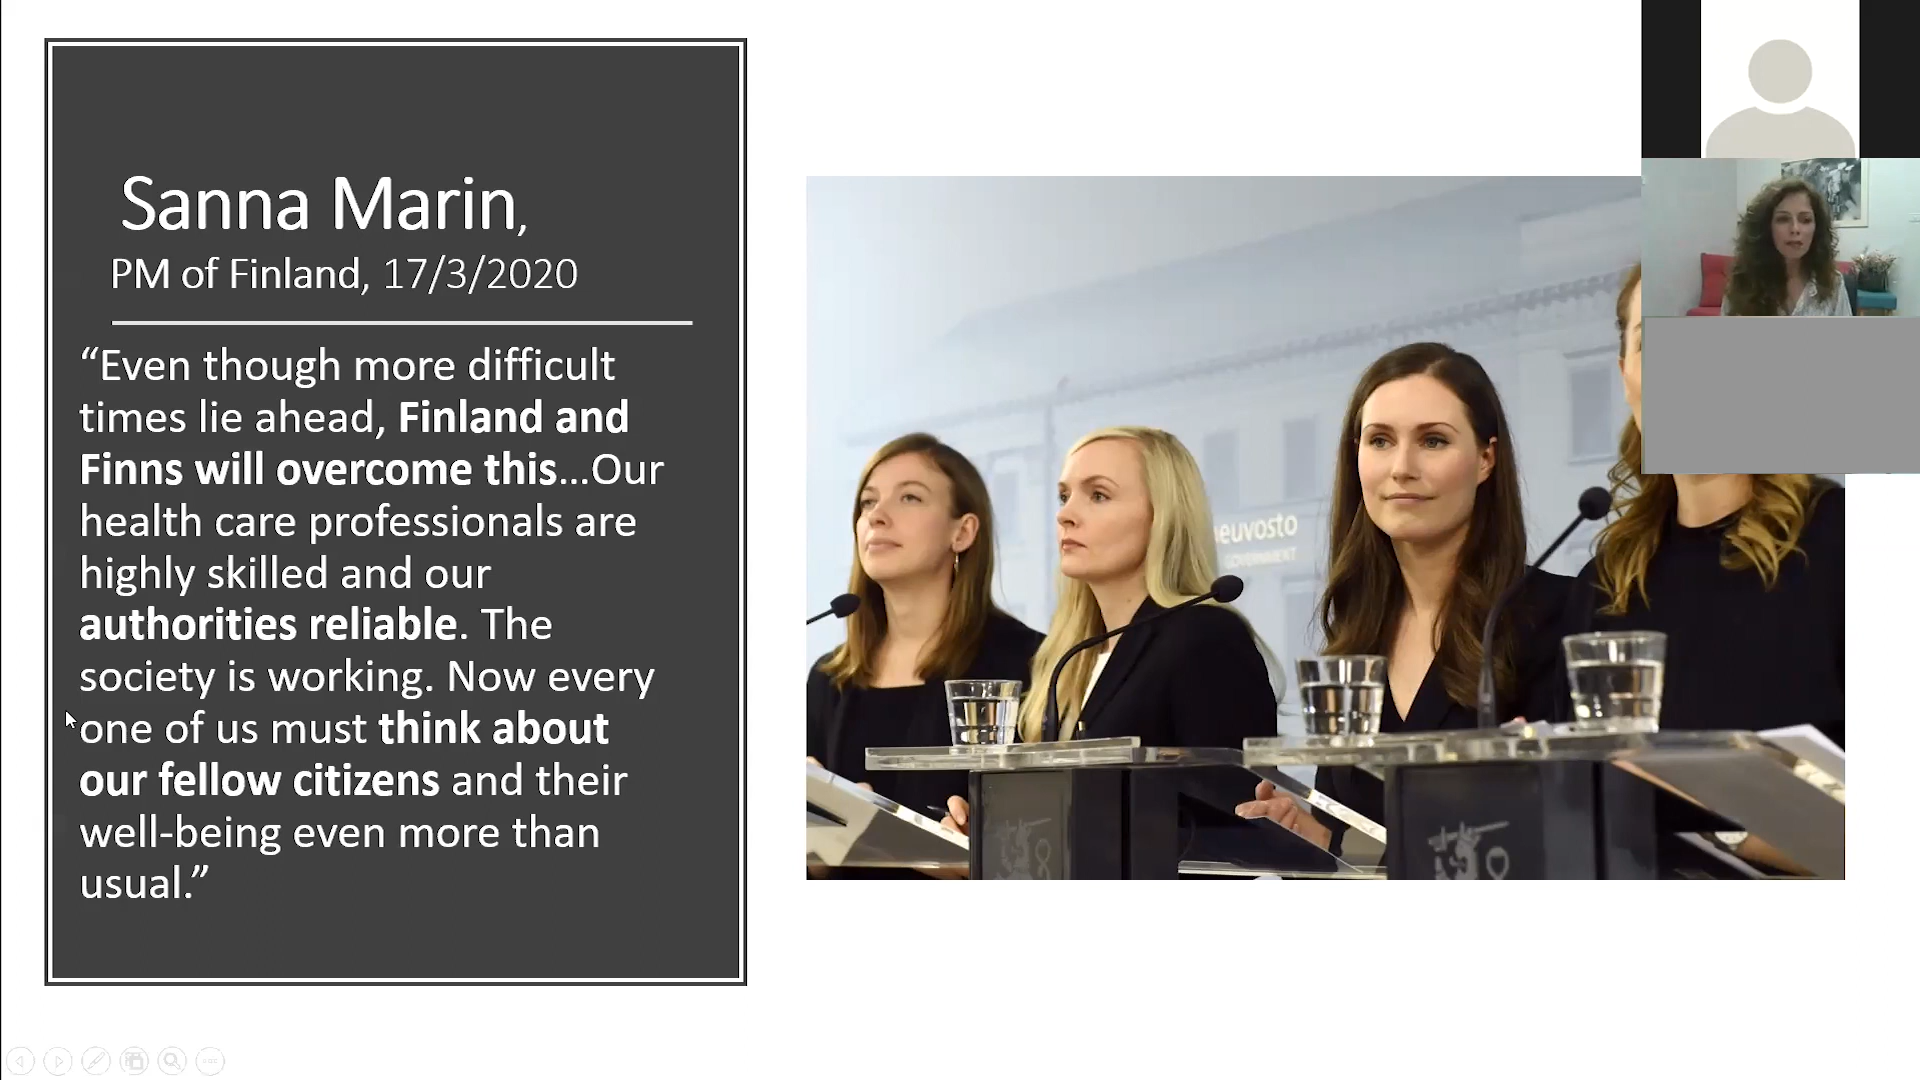 Sanna Marin,
PM of Finland, 17/3/2020
“Even though more difficult
times lie ahead, Finland and
Finns will overcome this...Our
health care professionals are
highly skilled and our
authorities reliable. The
society is working. Now every
one of us must think about
our fellow citizens and their
well-being even more than
usual.”
neuvosto
GOVERNMENT